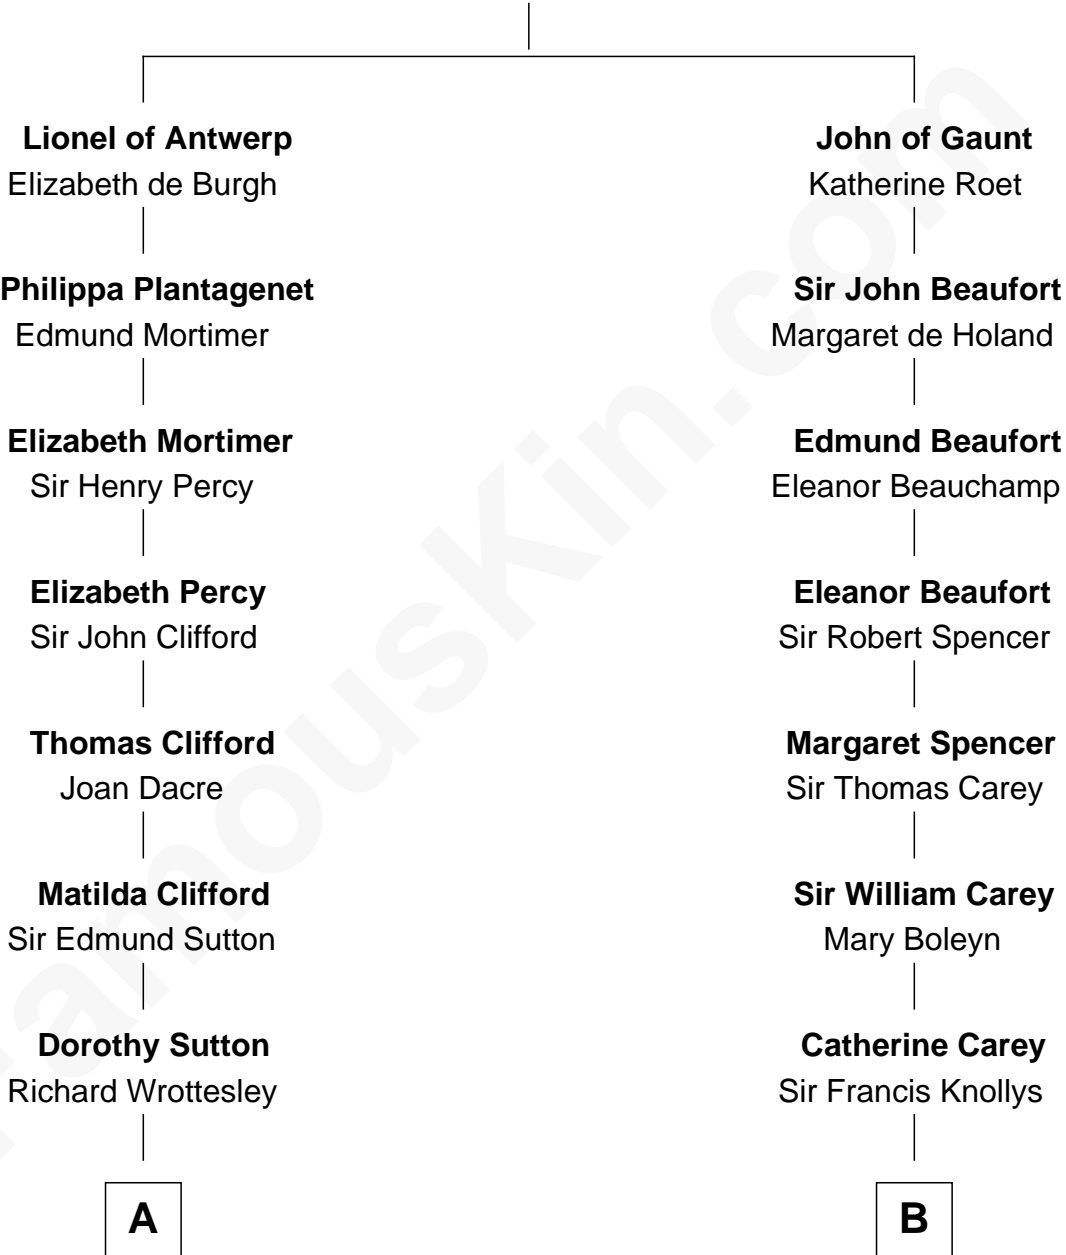 Lionel of Antwerp
Elizabeth de Burgh
Philippa Plantagenet
Edmund Mortimer
Elizabeth Mortimer
Sir Henry Percy
Elizabeth Percy
Sir John Clifford
Thomas Clifford
Joan Dacre
Matilda Clifford
Sir Edmund Sutton
Dorothy Sutton
Richard Wrottesley
A
John of Gaunt
Katherine Roet
Sir John Beaufort
Margaret de Holand
Edmund Beaufort
Eleanor Beauchamp
Eleanor Beaufort
Sir Robert Spencer
Margaret Spencer
Sir Thomas Carey
Sir William Carey
Mary Boleyn
Catherine Carey
Sir Francis Knollys
B
FamousKin.com